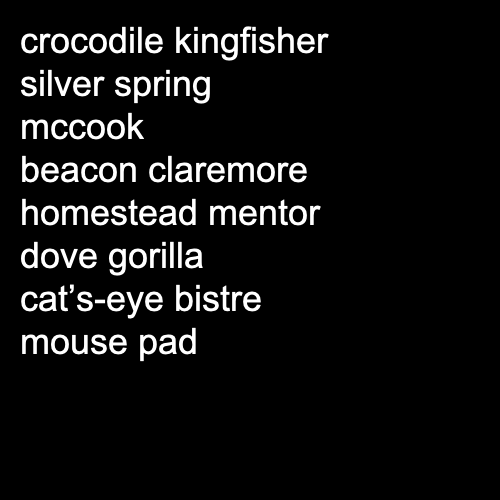 crocodile kingfisher
silver spring
mccook
beacon claremore
homestead mentor
dove gorilla
cat’s-eye bistre
mouse pad